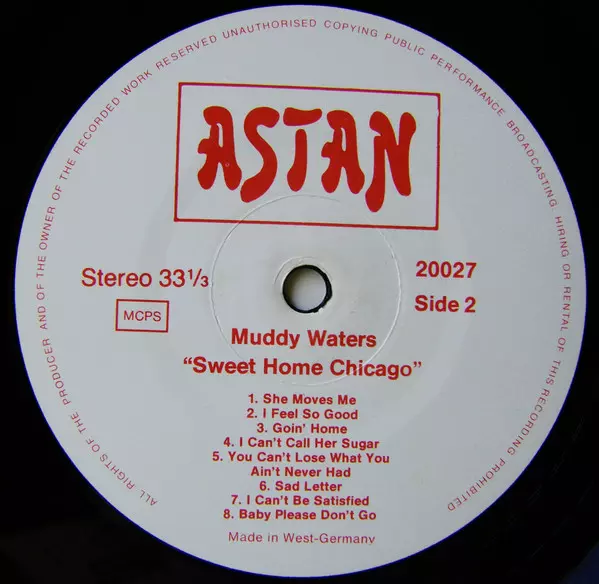 ALL RIGHTS OF THE PRODUCER AND OF THE OWNER OF THE RECORDED WORK RESERVED UNAUTHORISED COPYING PUBLIC PERFORMANCE BROADCASTING HIRING OR RENTAL OF THIS RECORDING PROHIBITED
ASTAN
Stereo 33⅓
20027
MCPS
Side 2
Muddy Waters
“Sweet Home Chicago”
1. She Moves Me
2. I Feel So Good
3. Goin' Home
4. I Can't Call Her Sugar
5. You Can't Lose What You
Ain't Never Had
6. Sad Letter
7. I Can't Be Satisfied
8. Baby Please Don't Go
Made in West-Germany